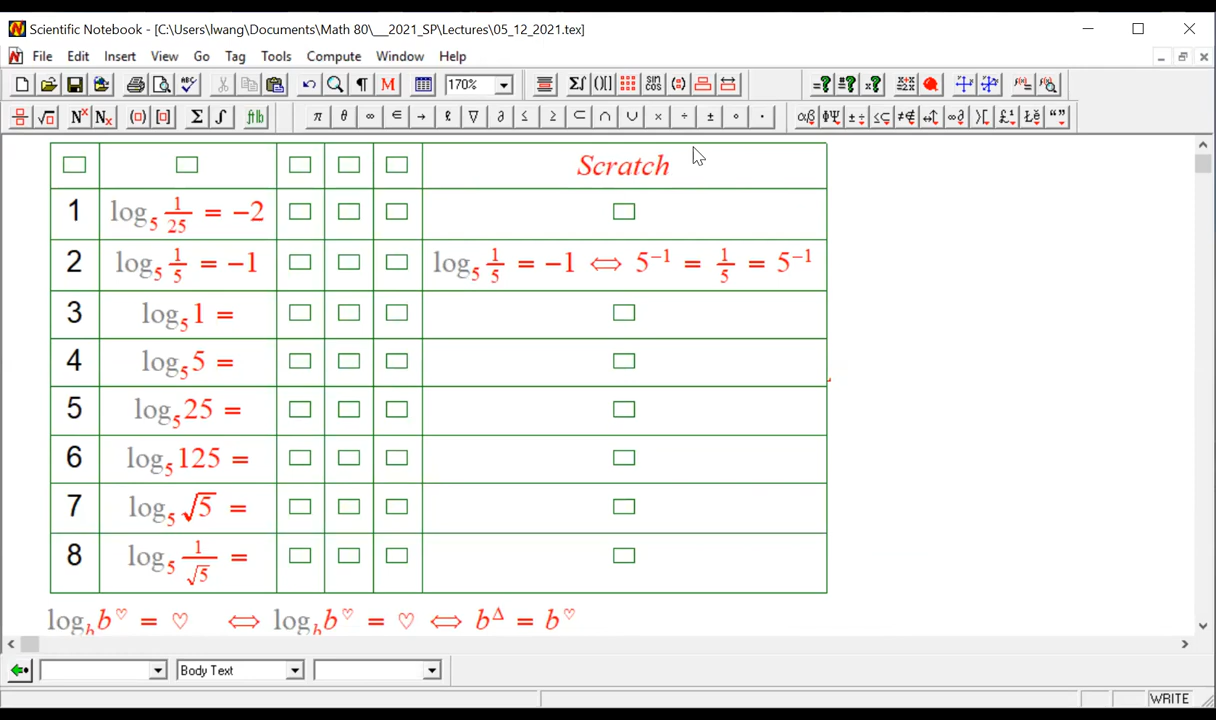 Scientific Notebook - [C:\Users\lwang\Documents\Math 80\__2021_SP\Lectures\05_12_2021.tex]
File Edit Insert View Go Tag Tools Compute Window Help
170%
Scratch
1 log₅ 1/25 = −2
2 log₅ 1/5 = −1 log₅ 1/5 = −1 ⇔ 5⁻¹ = 1/5 = 5⁻¹
3 log₅ 1 =
4 log₅ 5 =
5 log₅ 25 =
6 log₅ 125 =
7 log₅ √5 =
8 log₅ 1/√5 =
log_b b^♡ = ♡ ⇔ log_b b^♡ = ♡ ⇔ b^Δ = b^♡
Body Text
WRITE